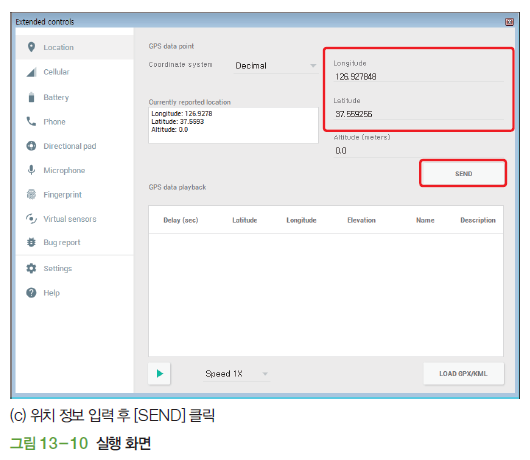 Extended controls
Location
Cellular
Battery
Phone
Directional pad
Microphone
Fingerprint
Virtual sensors
Bug report
Settings
Help
GPS data point
Coordinate system
Decimal
Longitude
126.927848
Latitude
37.559255
Currently reported location
Longitude: 126.9278
Latitude: 37.5593
Altitude: 0.0
Altitude (meters)
0.0
SEND
GPS data playback
Delay (sec) Latitude Longitude Elevation Name Description
Speed 1X
LOAD GPX/KML
(c) 위치 정보 입력 후 [SEND] 클릭
그림 13-10 실행 화면